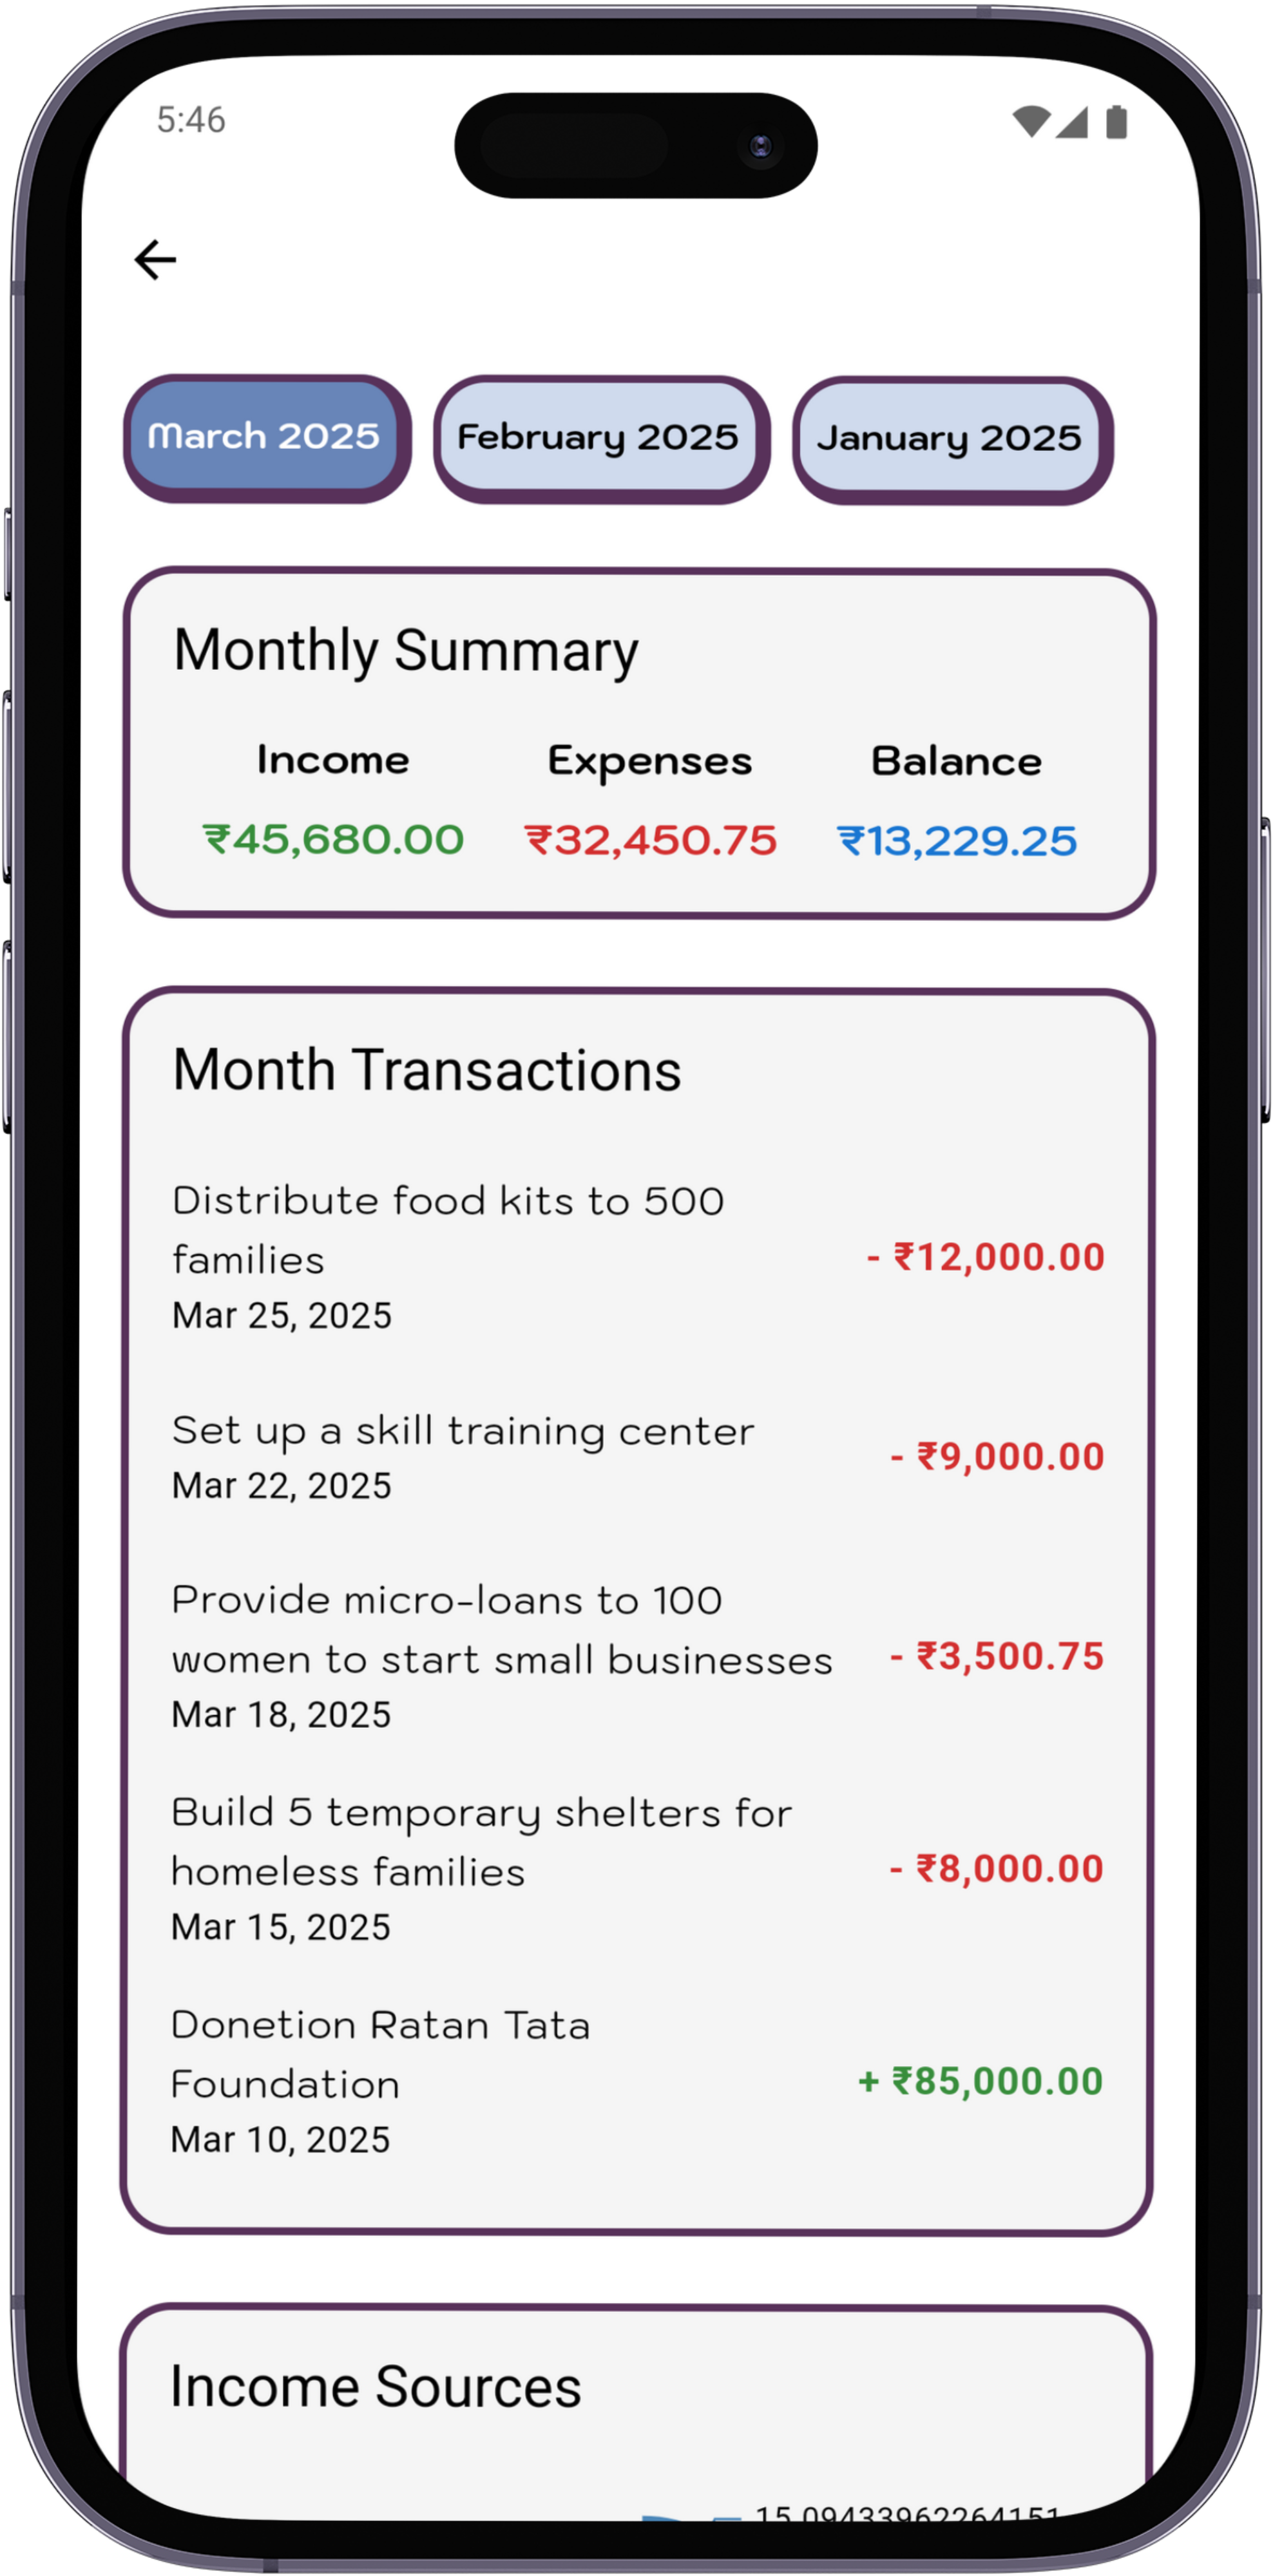 5:46
March 2025 February 2025 January 2025
Monthly Summary
Income Expenses Balance
₹45,680.00 ₹32,450.75 ₹13,229.25
Month Transactions
Distribute food kits to 500
families
- ₹12,000.00
Mar 25, 2025
Set up a skill training center
- ₹9,000.00
Mar 22, 2025
Provide micro-loans to 100
women to start small businesses
- ₹3,500.75
Mar 18, 2025
Build 5 temporary shelters for
homeless families
- ₹8,000.00
Mar 15, 2025
Donetion Ratan Tata
Foundation
+ ₹85,000.00
Mar 10, 2025
Income Sources
15.09433962264151